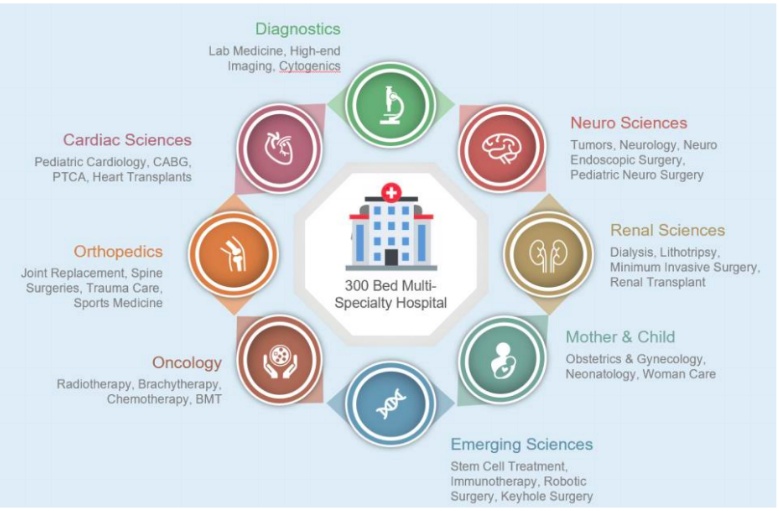 Diagnostics
Lab Medicine, High-end
Imaging, Cytogenics
Neuro Sciences
Tumors, Neurology, Neuro
Endoscopic Surgery,
Pediatric Neuro Surgery
Renal Sciences
Dialysis, Lithotripsy,
Minimum Invasive Surgery,
Renal Transplant
Mother & Child
Obstetrics & Gynecology,
Neonatology, Woman Care
Emerging Sciences
Stem Cell Treatment,
Immunotherapy, Robotic
Surgery, Keyhole Surgery
Oncology
Radiotherapy, Brachytherapy,
Chemotherapy, BMT
Orthopedics
Joint Replacement, Spine
Surgeries, Trauma Care,
Sports Medicine
Cardiac Sciences
Pediatric Cardiology, CABG,
PTCA, Heart Transplants
300 Bed Multi-
Specialty Hospital